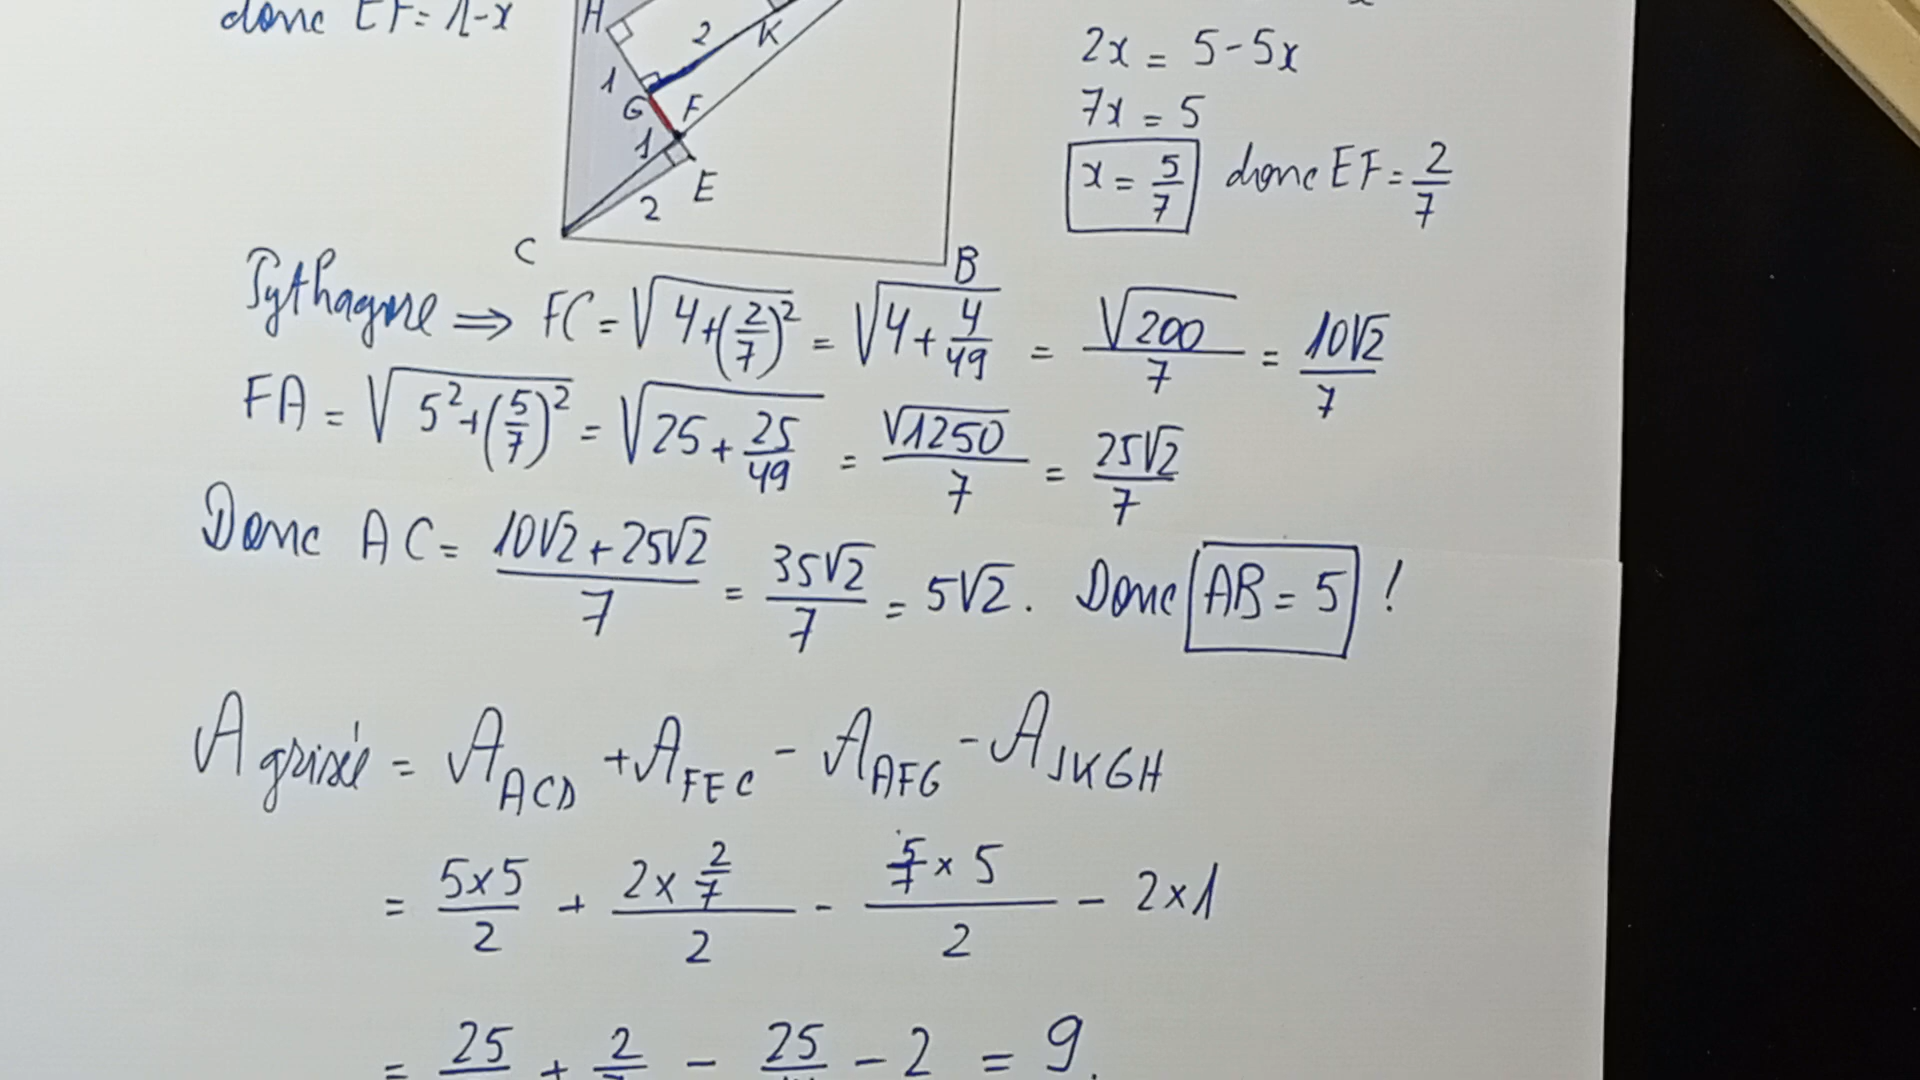 donc EF = 1-x
H
2
K
1
G
F
1
E
2
C
B
2x = 5-5x
7x = 5
x = 5/7 donc EF = 2/7
Pythagore ⟹ FC = √(4+(2/7)²) = √(4+4/49) = √200/7 = 10√2/7
FA = √(5²+(5/7)²) = √(25+25/49) = √1250/7 = 25√2/7
Donc AC = (10√2+25√2)/7 = 35√2/7 = 5√2. Donc AB = 5 !
A grisée = A ACD + A FEC - A AFG - A JKGH
= (5×5)/2 + (2×2/7)/2 - (5/7×5)/2 - 2×1
= 25 + 2 - 25 - 2 = 9.